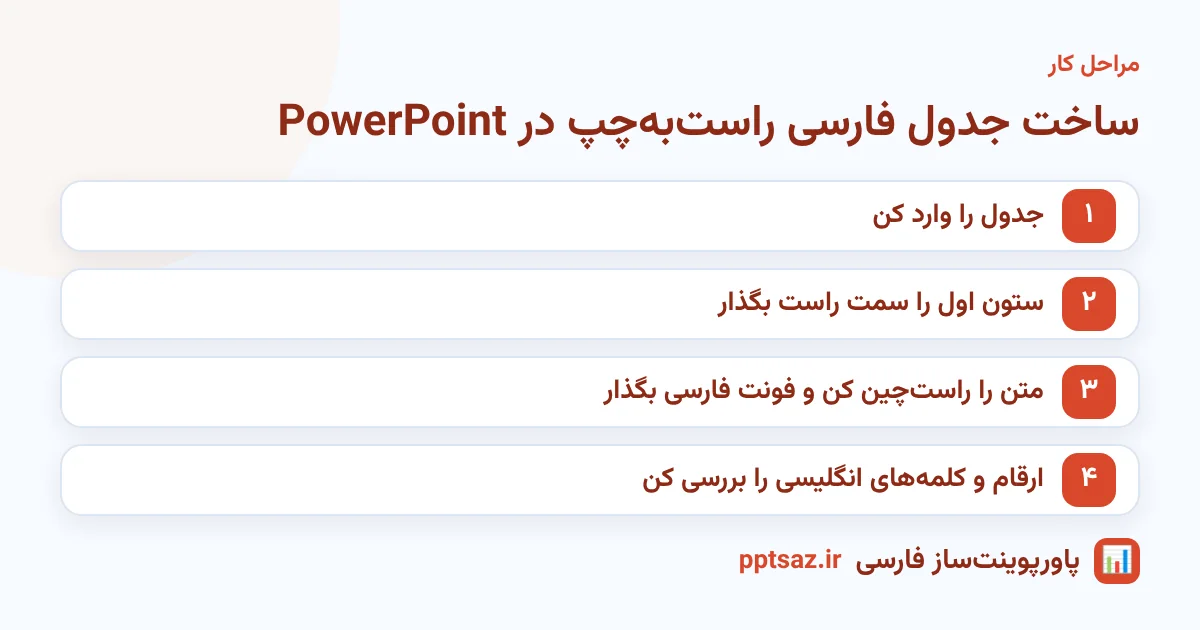 مراحل کار
ساخت جدول فارسی راست‌به‌چپ در PowerPoint
۱ جدول را وارد کن
۲ ستون اول را سمت راست بگذار
۳ متن را راست‌چین کن و فونت فارسی بگذار
۴ ارقام و کلمه‌های انگلیسی را بررسی کن
پاورپوینت‌ساز فارسی pptsaz.ir